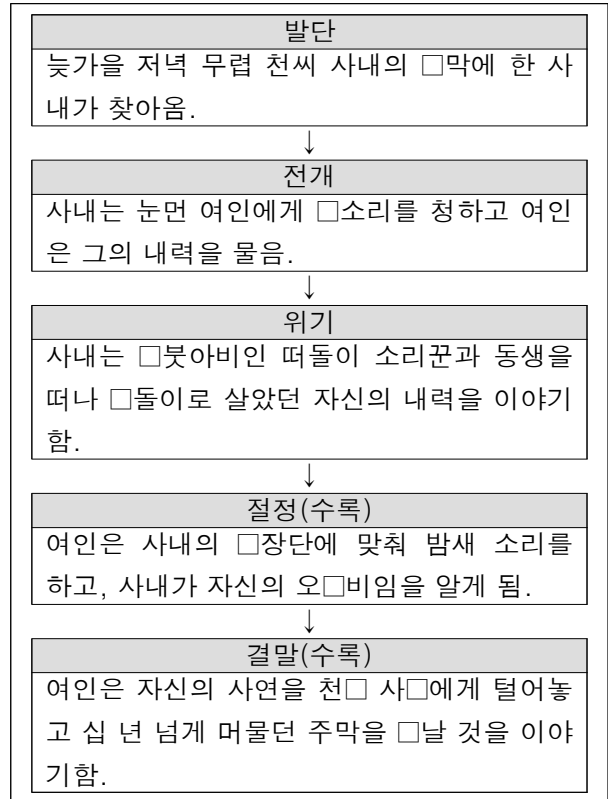 발단
늦가을 저녁 무렵 천씨 사내의 □막에 한 사
내가 찾아옴.
↓
전개
사내는 눈먼 여인에게 □소리를 청하고 여인
은 그의 내력을 물음.
↓
위기
사내는 □붓아비인 떠돌이 소리꾼과 동생을
떠나 □돌이로 살았던 자신의 내력을 이야기
함.
↓
절정(수록)
여인은 사내의 □장단에 맞춰 밤새 소리를
하고, 사내가 자신의 오□비임을 알게 됨.
↓
결말(수록)
여인은 자신의 사연을 천□ 사□에게 털어놓
고 십 년 넘게 머물던 주막을 □날 것을 이야
기함.